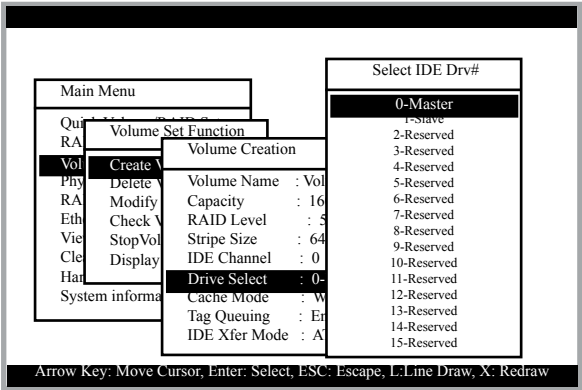 Select IDE Drv#
0-Master
1-Slave
2-Reserved
3-Reserved
4-Reserved
5-Reserved
6-Reserved
7-Reserved
8-Reserved
9-Reserved
10-Reserved
11-Reserved
12-Reserved
13-Reserved
14-Reserved
15-Reserved
Main Menu
Qui
RA
Vol
Phy
RA
Eth
Vie
Cle
Har
System informa
Volume Set Function
Create V
Delete V
Modify
Check V
StopVol
Display
Volume Creation
Volume Name : Vol
Capacity : 16
RAID Level : 5
Stripe Size : 64
IDE Channel : 0
Drive Select : 0-
Cache Mode : W
Tag Queuing : En
IDE Xfer Mode : AT
Arrow Key: Move Cursor, Enter: Select, ESC: Escape, L:Line Draw, X: Redraw